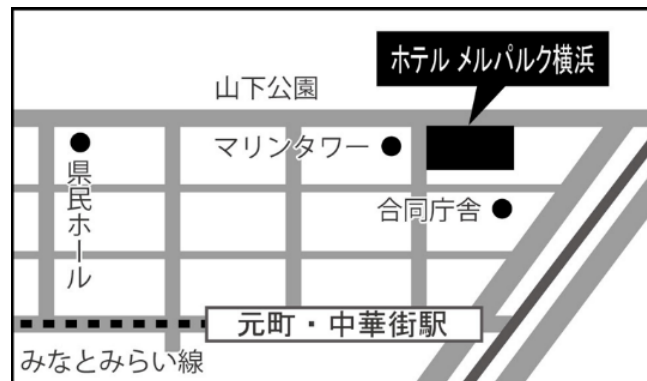 ホテル メルパルク横浜
山下公園
マリンタワー
県民ホール
合同庁舎
元町・中華街駅
みなとみらい線